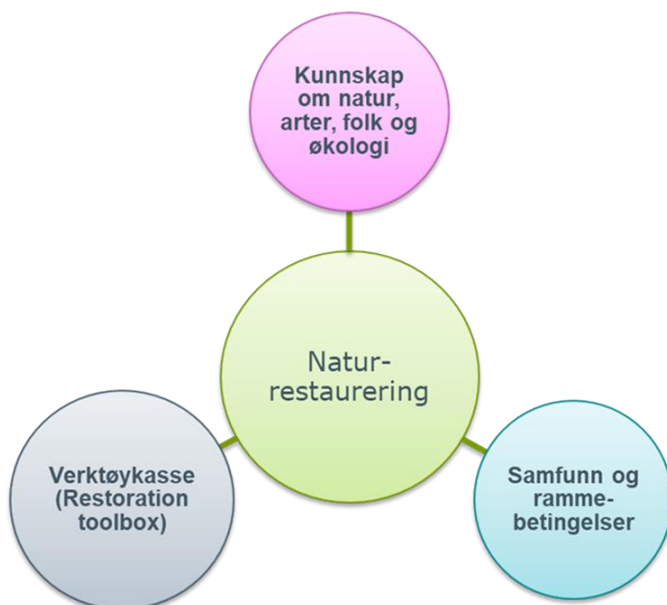 Kunnskap
om natur,
arter, folk og
økologi
Natur-
restaurering
Verktøykasse
(Restoration
toolbox)
Samfunn og
ramme-
betingelser